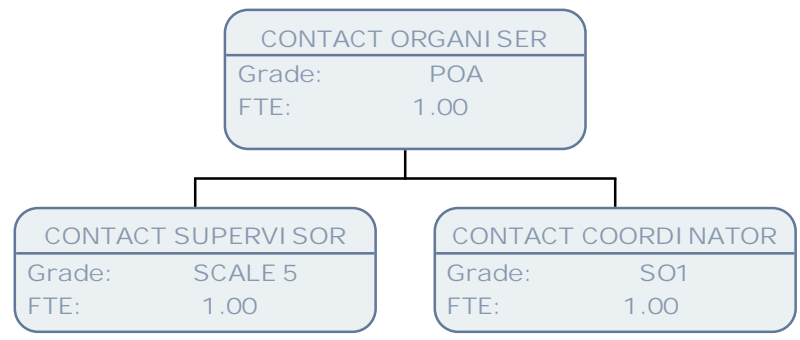 CONTACT ORGANISER
Grade: POA
FTE: 1.00
CONTACT SUPERVISOR
Grade: SCALE 5
FTE: 1.00
CONTACT COORDINATOR
Grade: SO1
FTE: 1.00